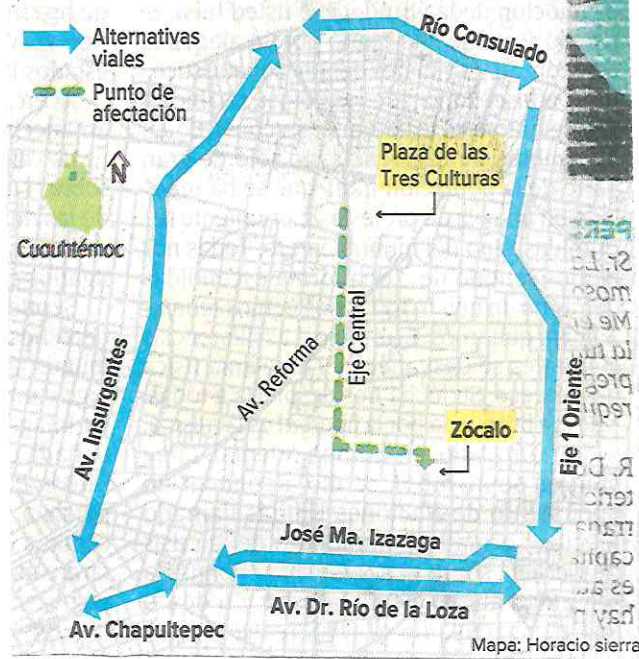 Alternativas
viales
Punto de
afectación
N
Cuauhtémoc
Río Consulado
Plaza de las
Tres Culturas
Av. Insurgentes
Av. Reforma
Eje Central
Zócalo
Eje 1 Oriente
José Ma. Izazaga
Av. Dr. Río de la Loza
Av. Chapultepec
Mapa: Horacio sierra